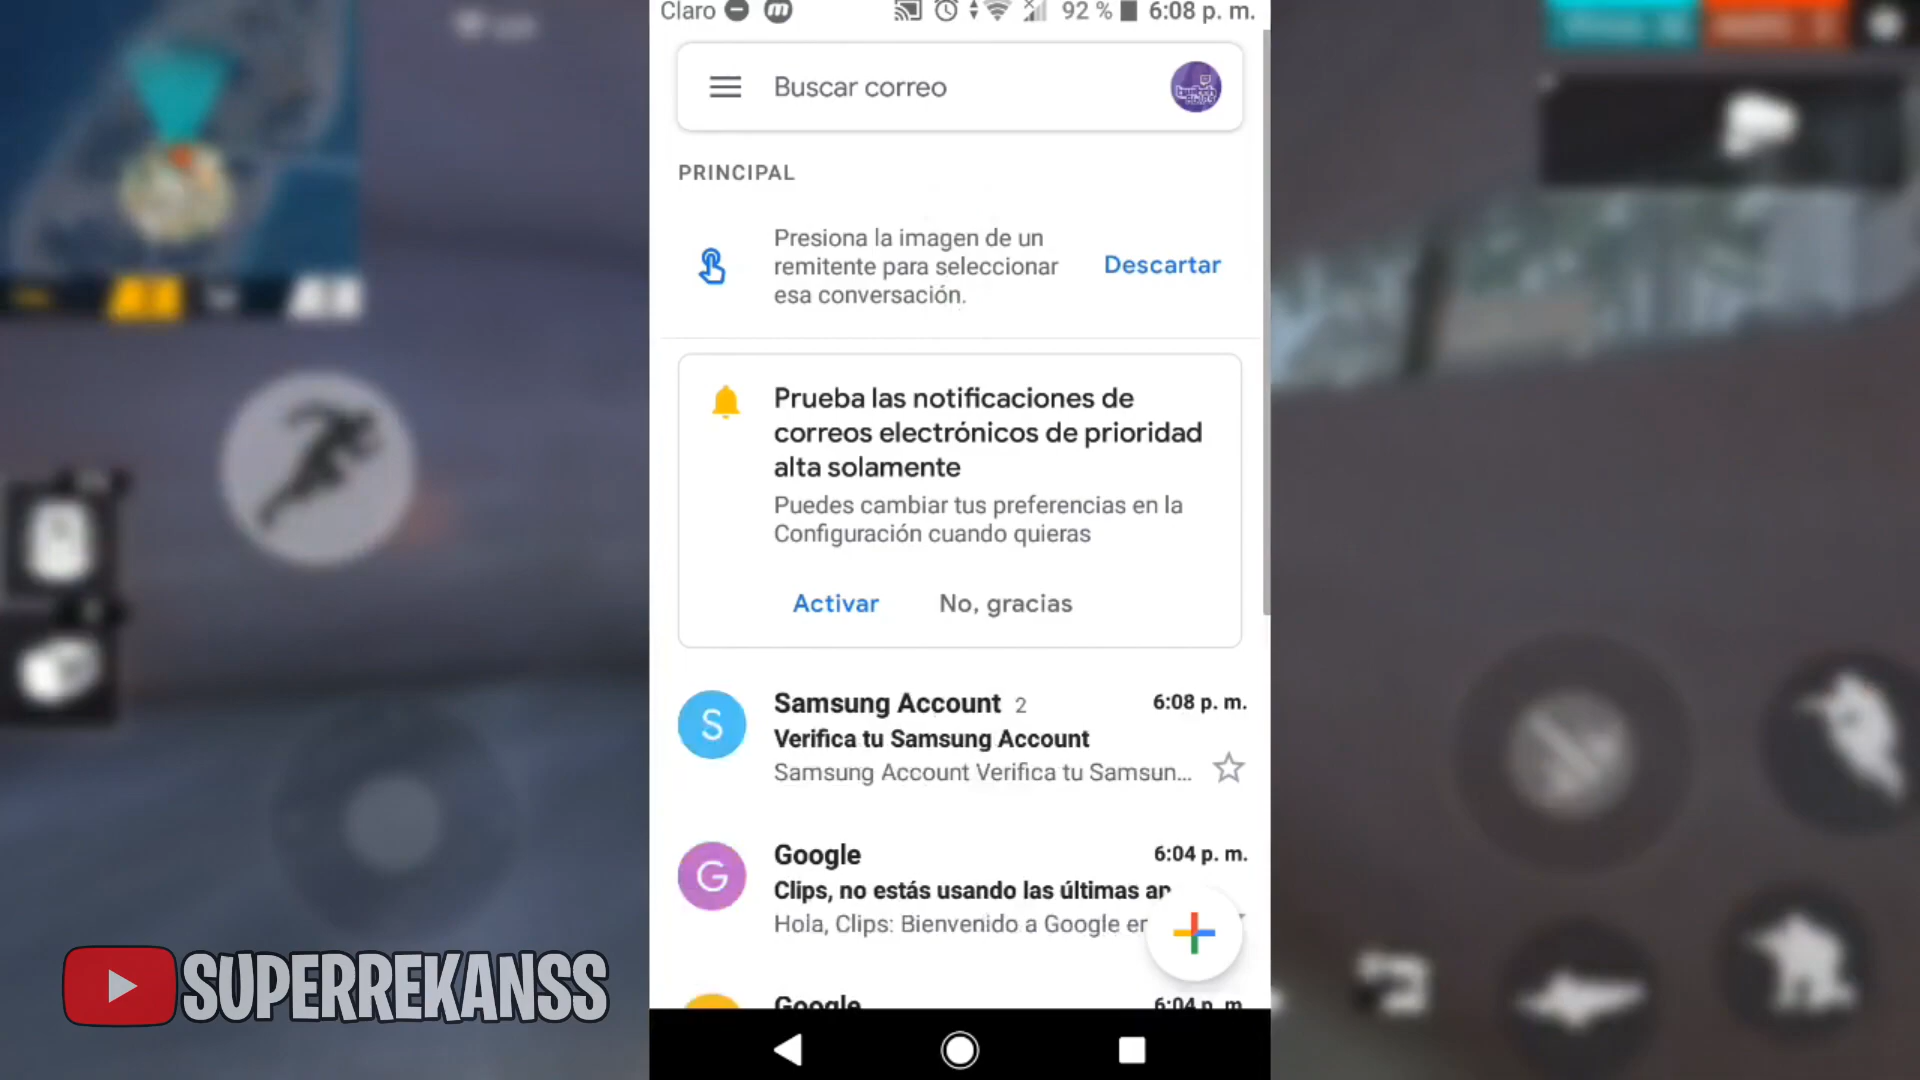 Claro 92 % 6:08 p. m.
Buscar correo
PRINCIPAL
Presiona la imagen de un
remitente para seleccionar
esa conversación.
Descartar
Prueba las notificaciones de
correos electrónicos de prioridad
alta solamente
Puedes cambiar tus preferencias en la
Configuración cuando quieras
Activar No, gracias
S Samsung Account 2 6:08 p. m.
Verifica tu Samsung Account
Samsung Account Verifica tu Samsun...
G Google 6:04 p. m.
Clips, no estás usando las últimas
Hola, Clips: Bienvenido a Google
Google 6:04 p. m.
SUPERREKANSS